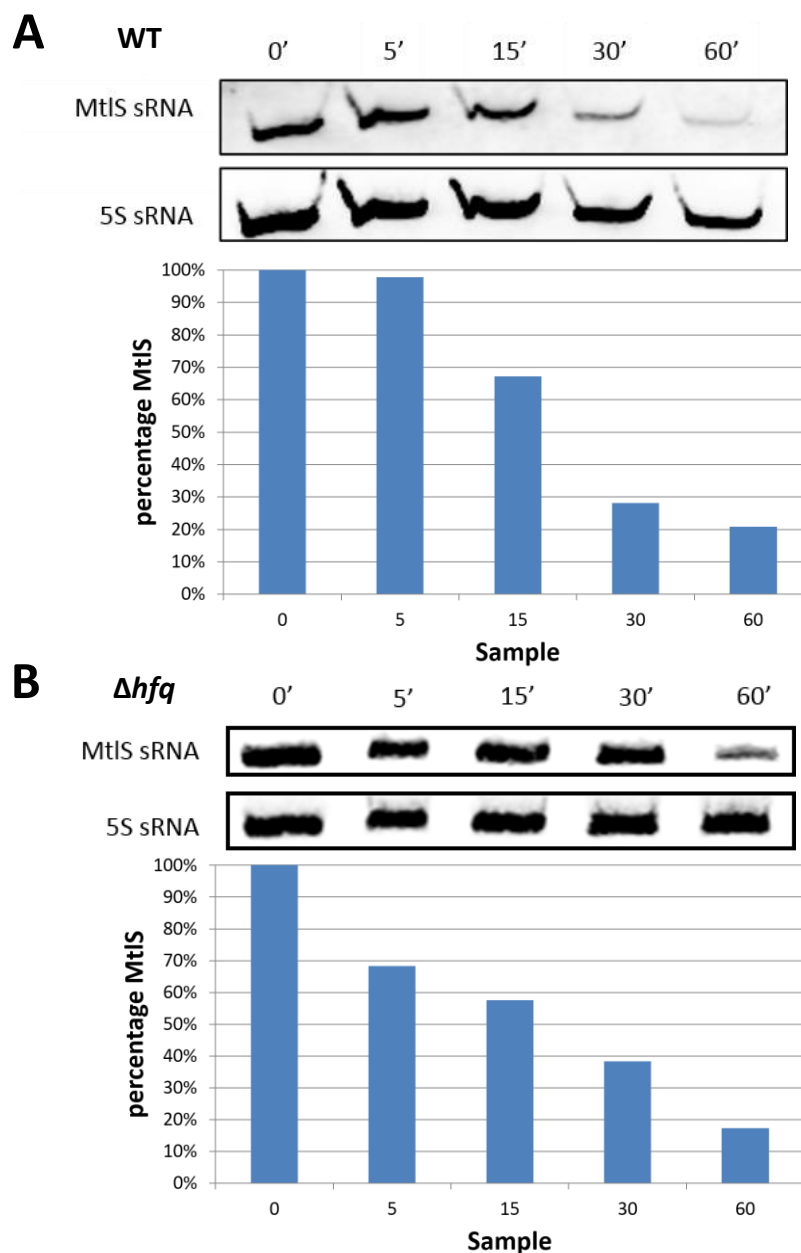 A WT 0’ 5’ 15’ 30’ 60’
MtlS sRNA
5S sRNA
100%
90%
80%
70%
60%
50%
40%
30%
20%
10%
0%
percentage MtlS
0 5 15 30 60
Sample
B Δhfq 0’ 5’ 15’ 30’ 60’
MtlS sRNA
5S sRNA
100%
90%
80%
70%
60%
50%
40%
30%
20%
10%
0%
percentage MtlS
0 5 15 30 60
Sample